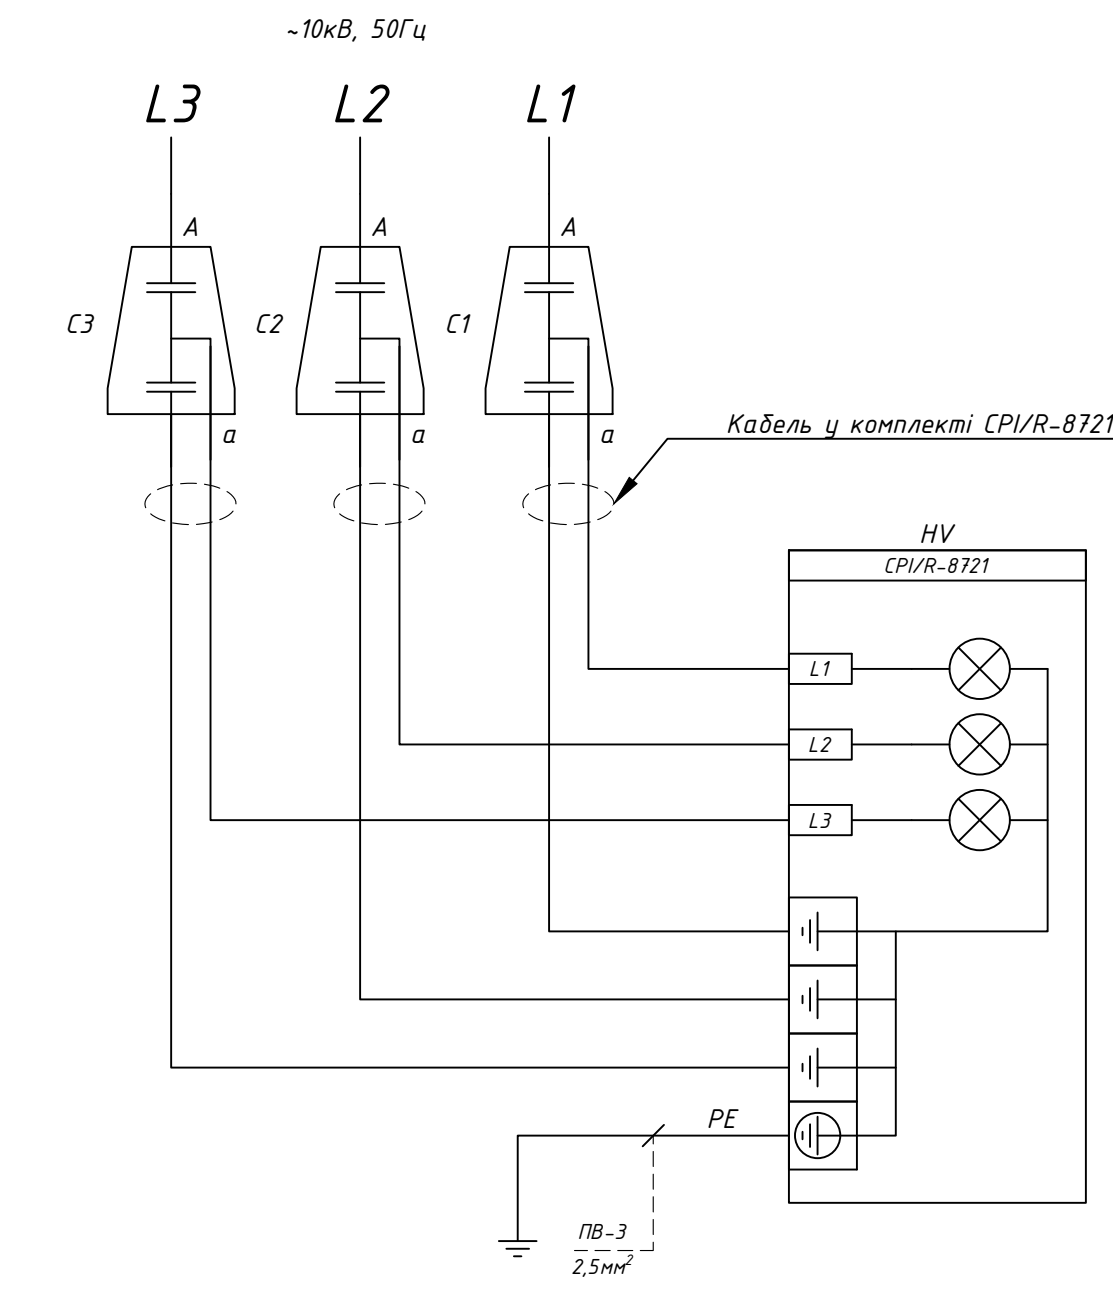 ~10кВ, 50Гц
L3 L2 L1
A A A
C3 C2 C1
a a a
Кабель у комплекті CPI/R-8721
HV
CPI/R-8721
L1
L2
L3
PE
ПВ-3
2,5мм²